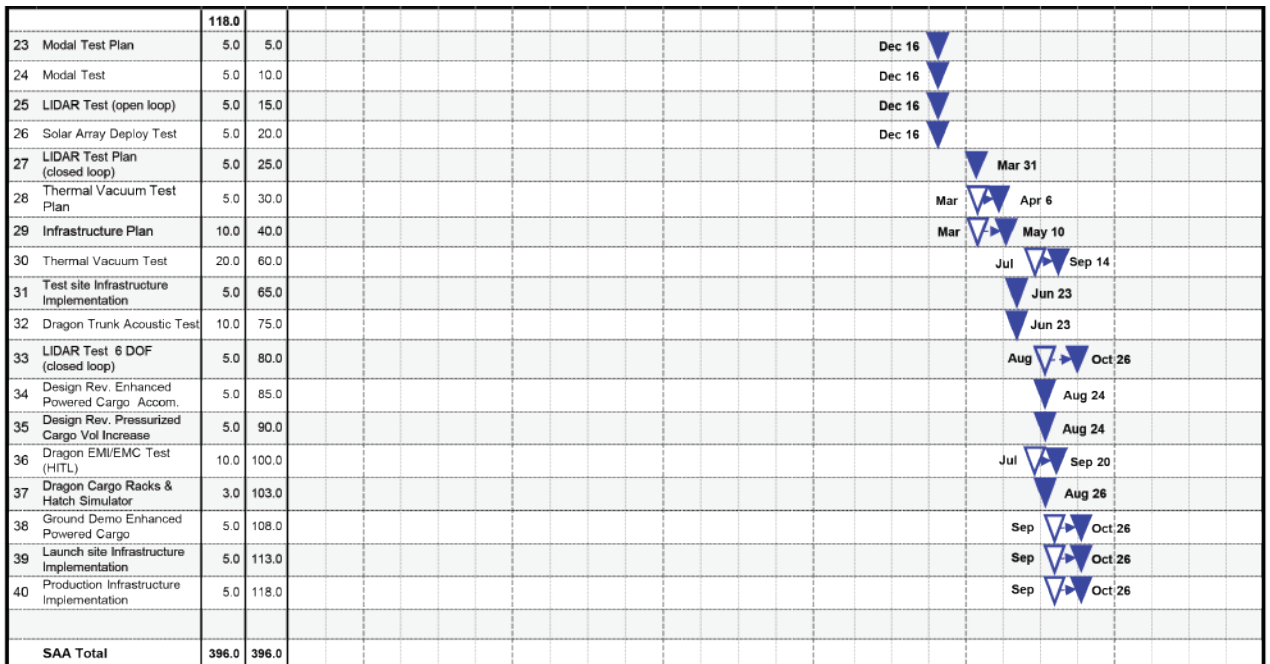 118.0
23 Modal Test Plan 5.0 5.0 Dec 16
24 Modal Test 5.0 10.0 Dec 16
25 LIDAR Test (open loop) 5.0 15.0 Dec 16
26 Solar Array Deploy Test 5.0 20.0 Dec 16
27 LIDAR Test Plan
(closed loop) 5.0 25.0 Mar 31
28 Thermal Vacuum Test
Plan 5.0 30.0 Mar Apr 6
29 Infrastructure Plan 10.0 40.0 Mar May 10
30 Thermal Vacuum Test 20.0 60.0 Jul Sep 14
31 Test site Infrastructure
Implementation 5.0 65.0 Jun 23
32 Dragon Trunk Acoustic Test 10.0 75.0 Jun 23
33 LIDAR Test 6 DOF
(closed loop) 5.0 80.0 Aug Oct 26
34 Design Rev. Enhanced
Powered Cargo Accom. 5.0 85.0 Aug 24
35 Design Rev. Pressurized
Cargo Vol Increase 5.0 90.0 Aug 24
36 Dragon EMI/EMC Test
(HITL) 10.0 100.0 Jul Sep 20
37 Dragon Cargo Racks &
Hatch Simulator 3.0 103.0 Aug 26
38 Ground Demo Enhanced
Powered Cargo 5.0 108.0 Sep Oct 26
39 Launch site Infrastructure
Implementation 5.0 113.0 Sep Oct 26
40 Production Infrastructure
Implementation 5.0 118.0 Sep Oct 26
SAA Total 396.0 396.0